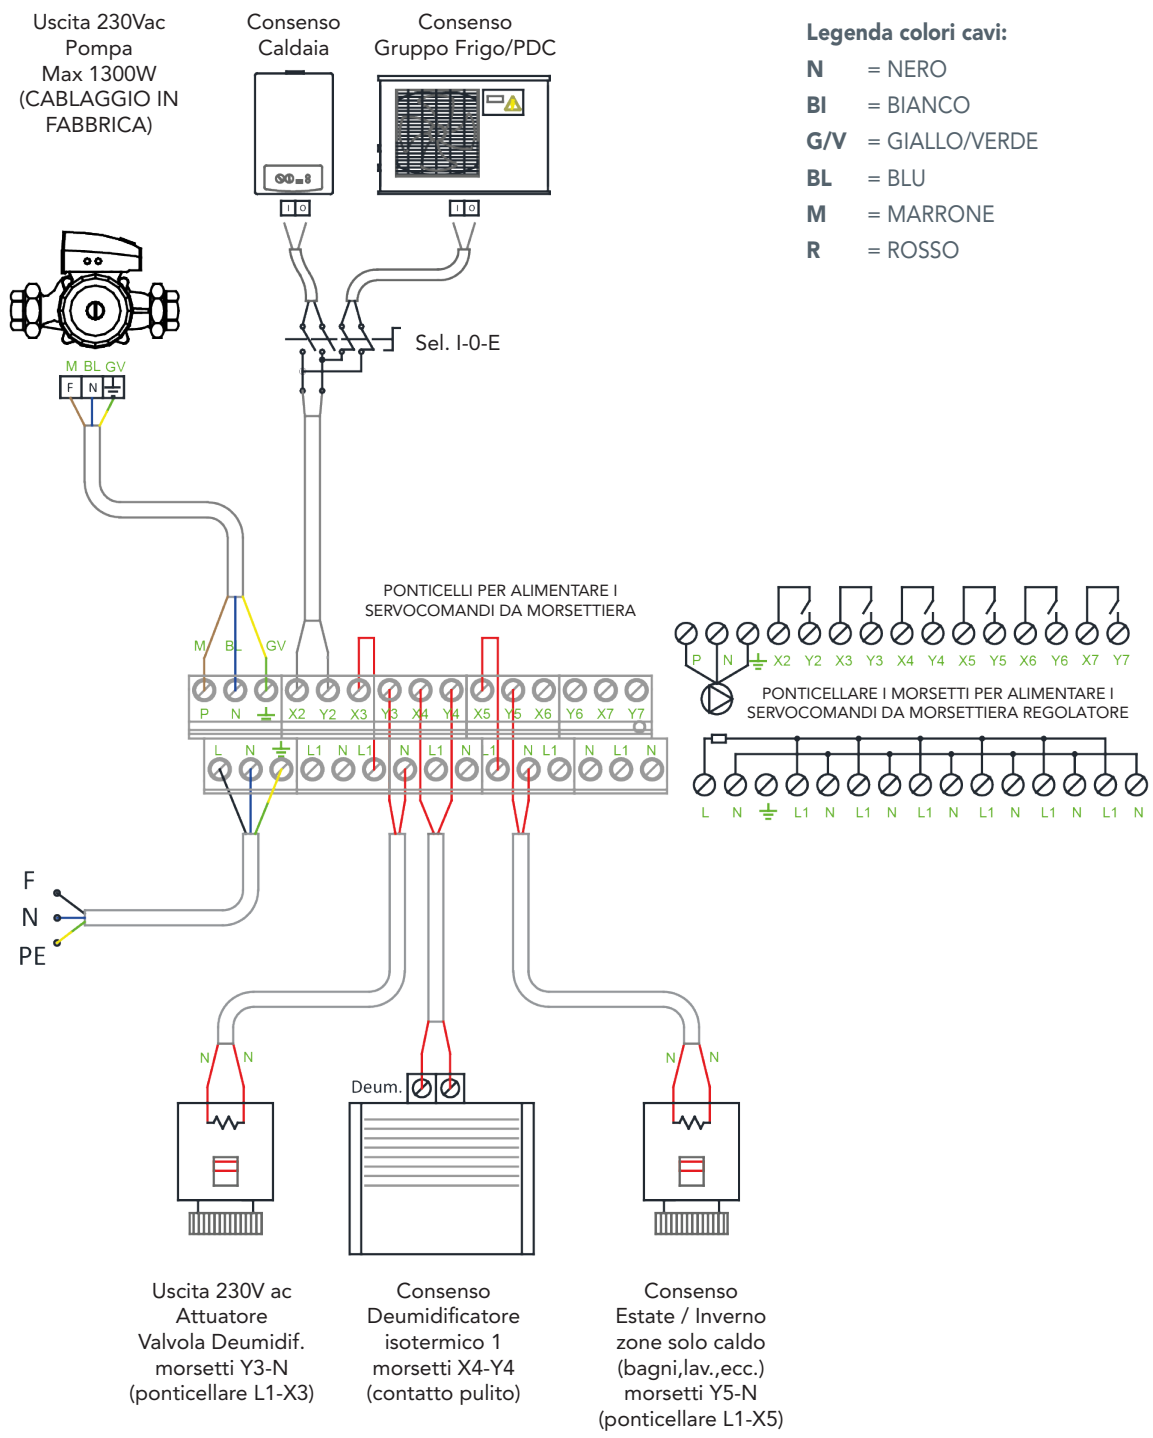 Uscita 230Vac
Pompa
Max 1300W
(CABLAGGIO IN
FABBRICA)
Consenso
Caldaia
Consenso
Gruppo Frigo/PDC
Legenda colori cavi:
N = NERO
BI = BIANCO
G/V = GIALLO/VERDE
BL = BLU
M = MARRONE
R = ROSSO
I O
I O
Sel. I-0-E
M BL GV
F N
PONTICELLI PER ALIMENTARE I
SERVOCOMANDI DA MORSETTIERA
M BL GV
P N X2 Y2 X3 Y3 X4 Y4 X5 Y5 X6 Y6 X7 Y7
L N L1 N L1 N L1 N L1 N L1 N L1 N
P N X2 Y2 X3 Y3 X4 Y4 X5 Y5 X6 Y6 X7 Y7
PONTICELLARE I MORSETTI PER ALIMENTARE I
SERVOCOMANDI DA MORSETTIERA REGOLATORE
L N L1 N L1 N L1 N L1 N L1 N L1 N
F
N
PE
N N
Deum.
N N
Uscita 230V ac
Attuatore
Valvola Deumidif.
morsetti Y3-N
(ponticellare L1-X3)
Consenso
Deumidificatore
isotermico 1
morsetti X4-Y4
(contatto pulito)
Consenso
Estate / Inverno
zone solo caldo
(bagni,lav.,ecc.)
morsetti Y5-N
(ponticellare L1-X5)